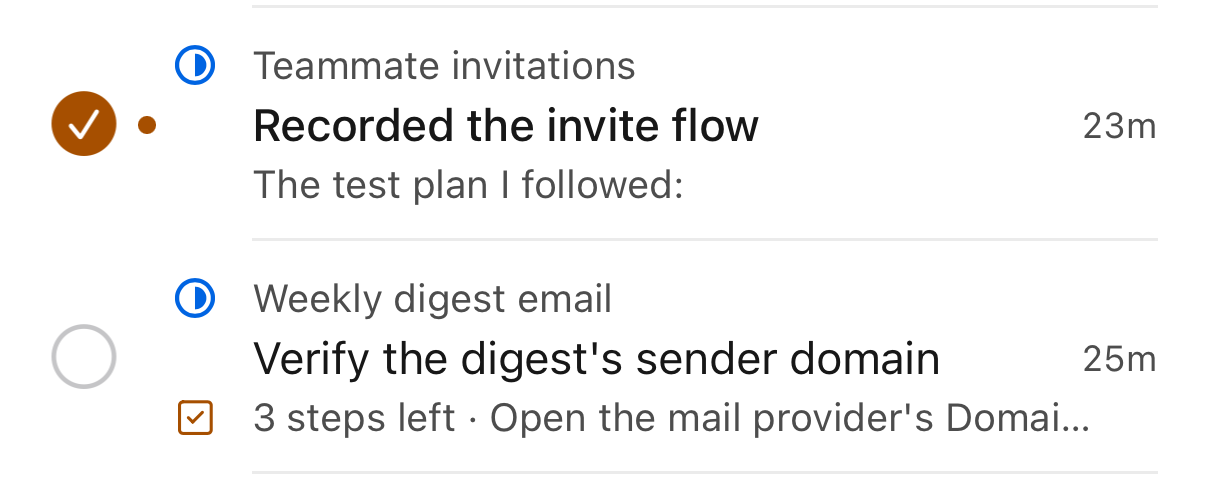 Teammate invitations
Recorded the invite flow
23m
The test plan I followed:
Weekly digest email
Verify the digest's sender domain
25m
3 steps left · Open the mail provider's Domai...